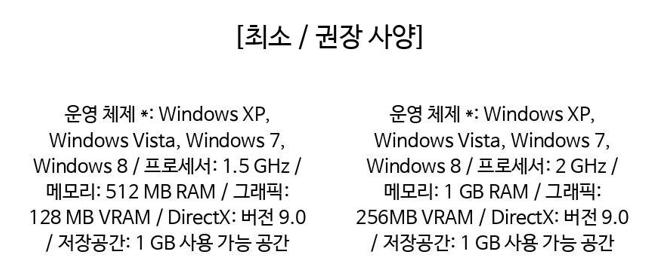 [최소 / 권장 사양]
운영 체제 *: Windows XP,
Windows Vista, Windows 7,
Windows 8 / 프로세서: 1.5 GHz /
메모리: 512 MB RAM / 그래픽:
128 MB VRAM / DirectX: 버전 9.0
/ 저장공간: 1 GB 사용 가능 공간
운영 체제 *: Windows XP,
Windows Vista, Windows 7,
Windows 8 / 프로세서: 2 GHz /
메모리: 1 GB RAM / 그래픽:
256MB VRAM / DirectX: 버전 9.0
/ 저장공간: 1 GB 사용 가능 공간